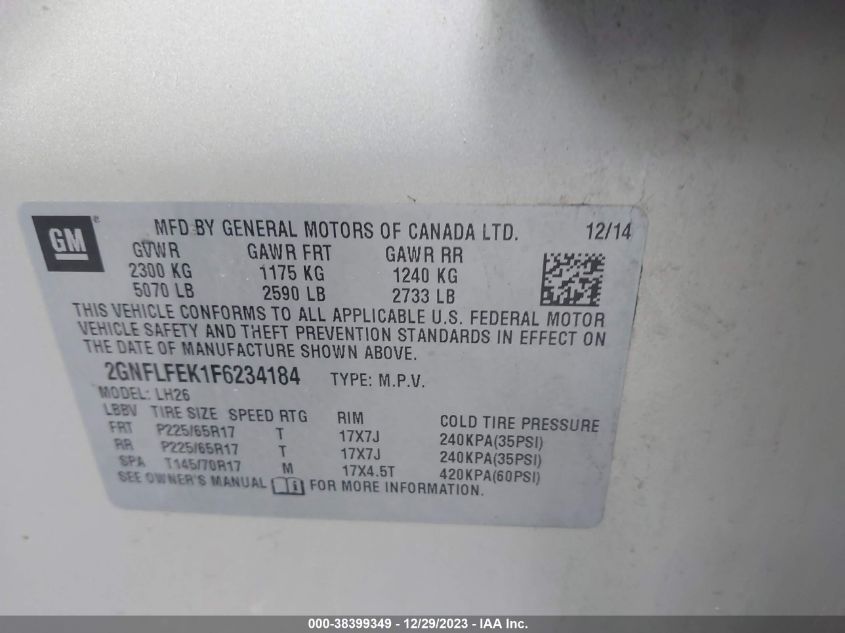 GM ® MFD BY GENERAL MOTORS OF CANADA LTD. 12/14
GVWR GAWR FRT GAWR RR
2300 KG 1175 KG 1240 KG
5070 LB 2590 LB 2733 LB
THIS VEHICLE CONFORMS TO ALL APPLICABLE U.S. FEDERAL MOTOR
VEHICLE SAFETY AND THEFT PREVENTION STANDARDS IN EFFECT ON
THE DATE OF MANUFACTURE SHOWN ABOVE.
2GNFLFEK1F6234184 TYPE: M.P.V.
MODEL: LH26
LBBV TIRE SIZE SPEED RTG RIM COLD TIRE PRESSURE
FRT P225/65R17 T 17X7J 240KPA(35PSI)
RR P225/65R17 T 17X7J 240KPA(35PSI)
SPA T145/70R17 M 17X4.5T 420KPA(60PSI)
SEE OWNER'S MANUAL FOR MORE INFORMATION.
000-38399349 - 12/29/2023 - IAA Inc.